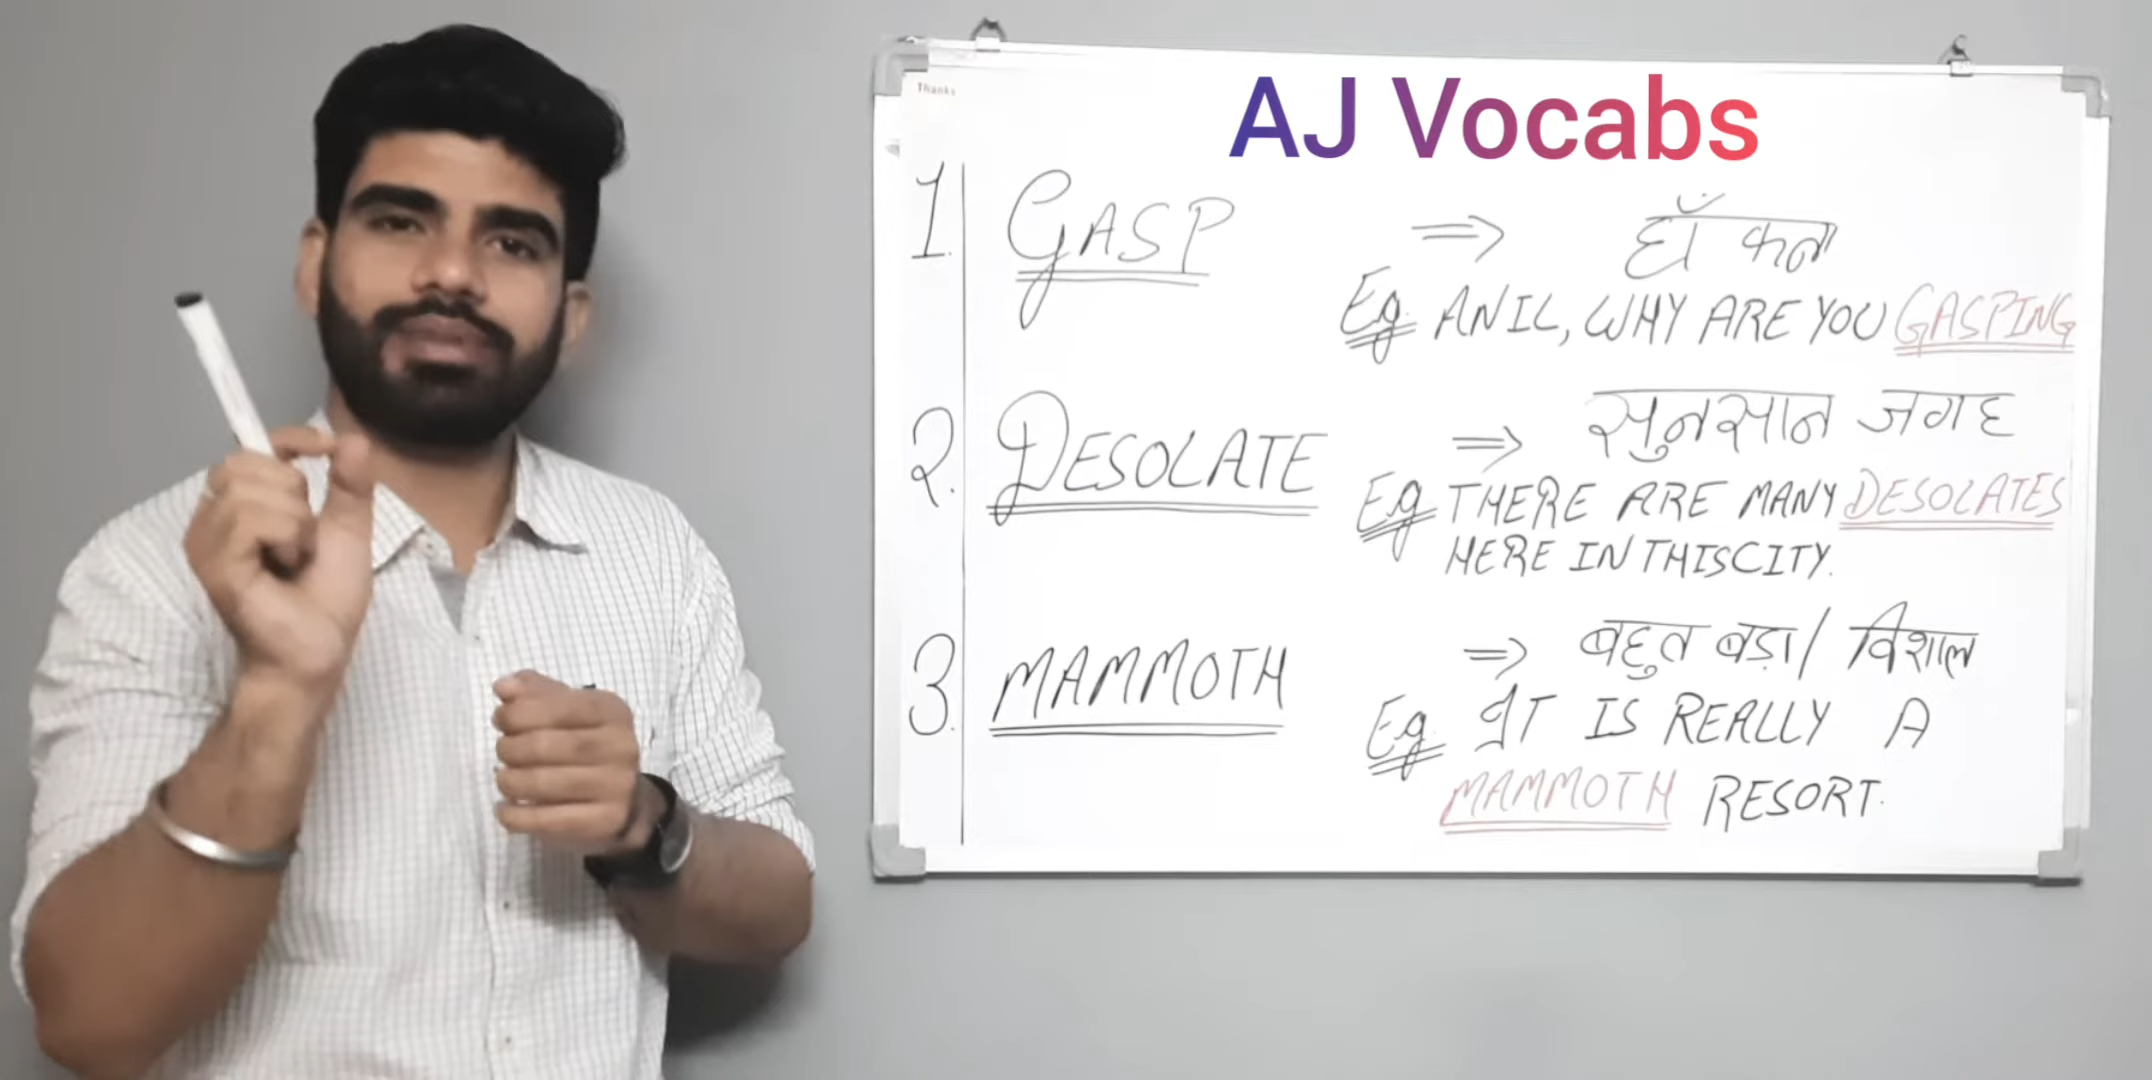 Thanks
AJ Vocabs
1. GASP ⇒ हाँफना
Eg. ANIL, WHY ARE YOU GASPING
2. DESOLATE ⇒ सुनसान जगह
Eg THERE ARE MANY DESOLATES
HERE IN THIS CITY.
3. MAMMOTH ⇒ बहुत बड़ा/ विशाल
Eg. IT IS REALLY A
MAMMOTH RESORT.